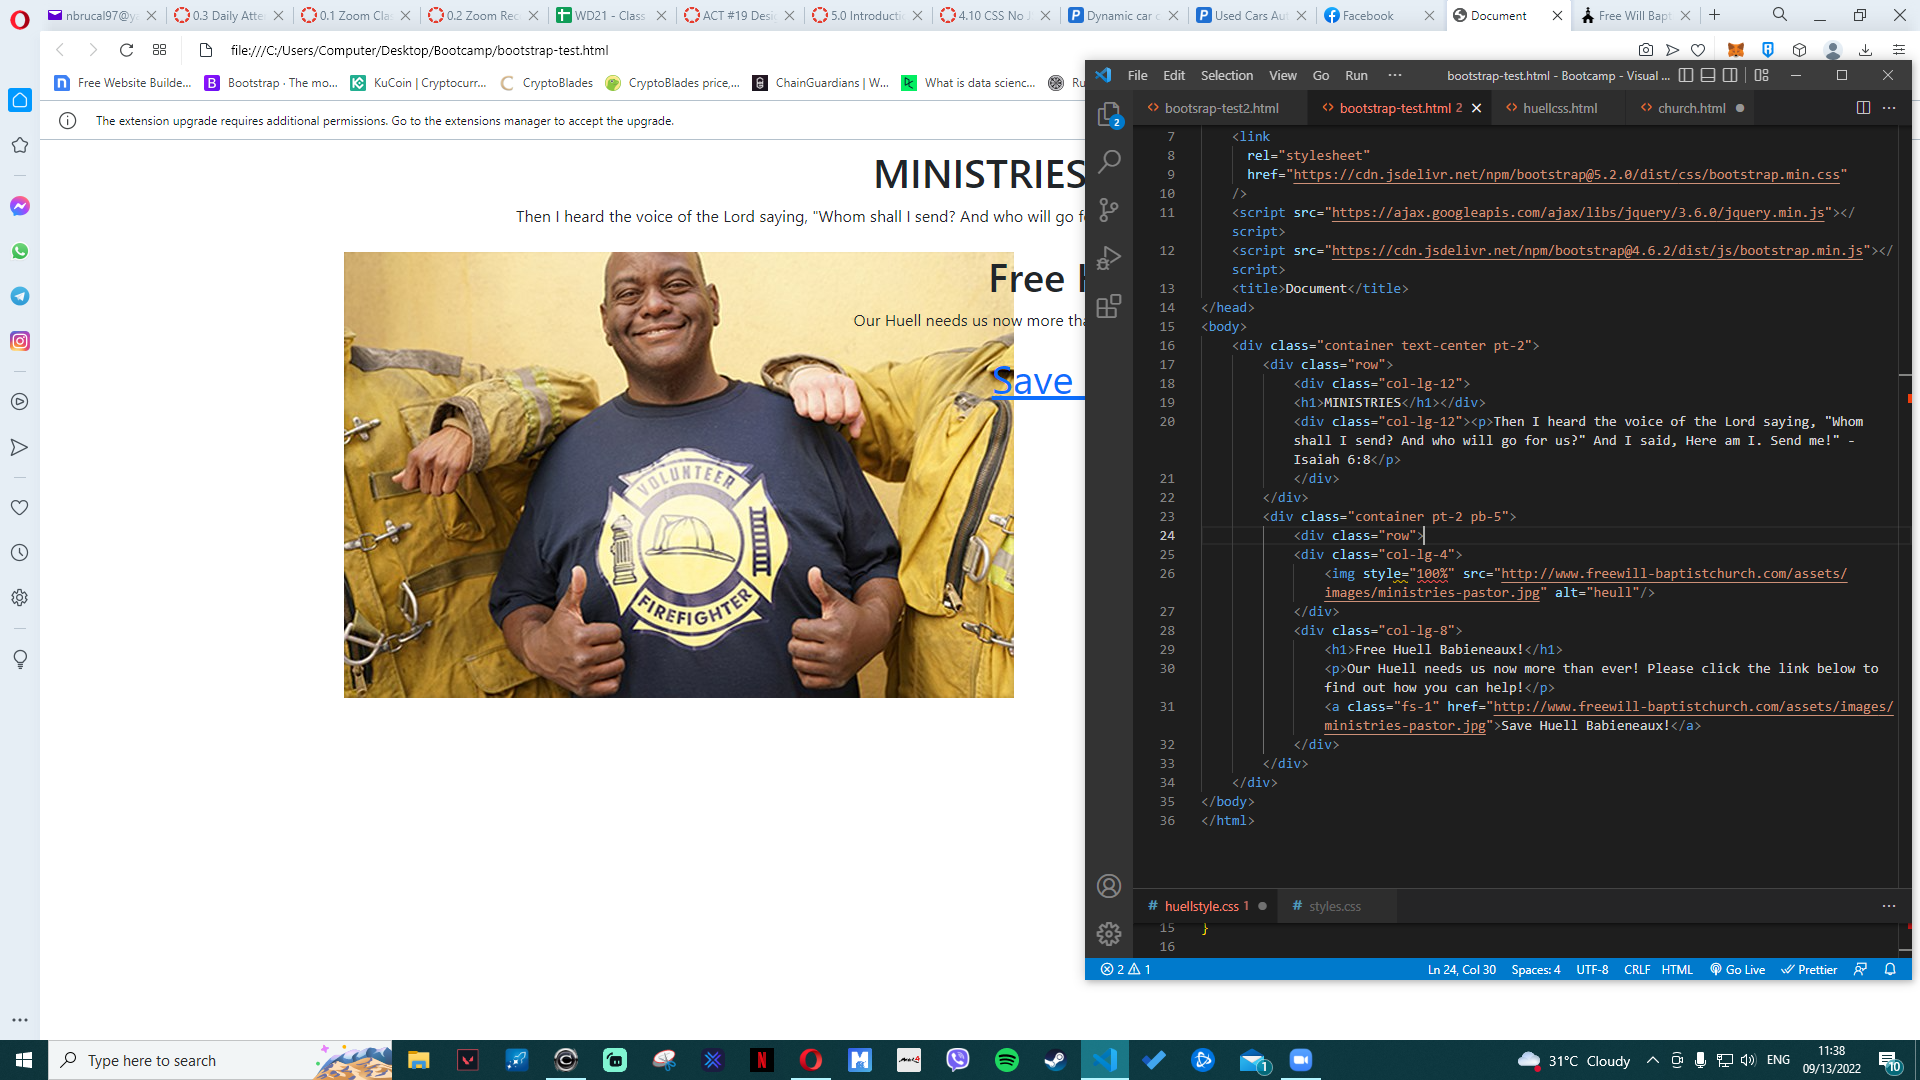 nbrucal97@y
0.3 Daily Atte
0.1 Zoom Cla
0.2 Zoom Rec
WD21 - Class
ACT #19 Desi
5.0 Introducti
4.10 CSS No J
Dynamic car c
Used Cars Aut
Facebook
Document
Free Will Bapt
file:///C:/Users/Computer/Desktop/Bootcamp/bootstrap-test.html
Free Website Builde...
Bootstrap · The mo...
KuCoin | Cryptocurr...
CryptoBlades
CryptoBlades price,...
ChainGuardians | W...
What is data scienc...
Ru
The extension upgrade requires additional permissions. Go to the extensions manager to accept the upgrade.
MINISTRIES
Then I heard the voice of the Lord saying, "Whom shall I send? And who will go f
Free
Our Huell needs us now more tha
Save
VOLUNTEER
FIREFIGHTER
File Edit Selection View Go Run ···
bootstrap-test.html - Bootcamp - Visual ...
bootsrap-test2.html
bootstrap-test.html 2
huellcss.html
church.html
2
7 <link
8 rel="stylesheet"
9 href="https://cdn.jsdelivr.net/npm/bootstrap@5.2.0/dist/css/bootstrap.min.css"
10 />
11 <script src="https://ajax.googleapis.com/ajax/libs/jquery/3.6.0/jquery.min.js"></
script>
12 <script src="https://cdn.jsdelivr.net/npm/bootstrap@4.6.2/dist/js/bootstrap.min.js"></
script>
13 <title>Document</title>
14 </head>
15 <body>
16 <div class="container text-center pt-2">
17 <div class="row">
18 <div class="col-lg-12">
19 <h1>MINISTRIES</h1></div>
20 <div class="col-lg-12"><p>Then I heard the voice of the Lord saying, "Whom
shall I send? And who will go for us?" And I said, Here am I. Send me!" -
Isaiah 6:8</p>
21 </div>
22 </div>
23 <div class="container pt-2 pb-5">
24 <div class="row">
25 <div class="col-lg-4">
26 <img style="100%" src="http://www.freewill-baptistchurch.com/assets/
images/ministries-pastor.jpg" alt="heull"/>
27 </div>
28 <div class="col-lg-8">
29 <h1>Free Huell Babieneaux!</h1>
30 <p>Our Huell needs us now more than ever! Please click the link below to
find out how you can help!</p>
31 <a class="fs-1" href="http://www.freewill-baptistchurch.com/assets/images/
ministries-pastor.jpg">Save Huell Babieneaux!</a>
32 </div>
33 </div>
34 </div>
35 </body>
36 </html>
# huellstyle.css 1
# styles.css
15 }
16
2 1
Ln 24, Col 30
Spaces: 4
UTF-8
CRLF
HTML
Go Live
Prettier
Type here to search
1
31°C Cloudy
ENG
11:38
09/13/2022
10